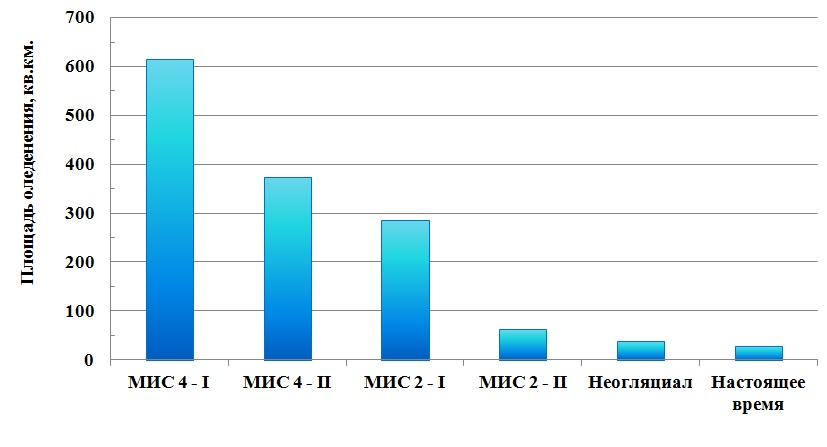 Площадь оледенения, кв.км.
700
600
500
400
300
200
100
0
МИС 4 - I
МИС 4 - II
МИС 2 - I
МИС 2 - II
Неогляциал
Настоящее
время